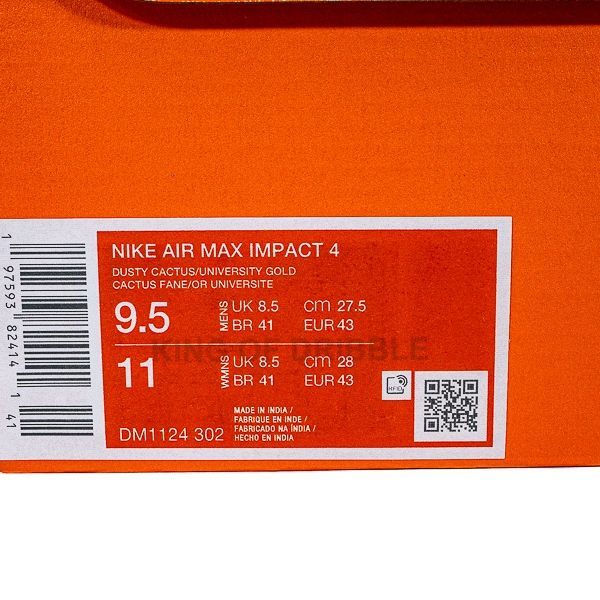 NIKE AIR MAX IMPACT 4
DUSTY CACTUS/UNIVERSITY GOLD
CACTUS FANE/OR UNIVERSITE
9.5 MENS UK 8.5 cm 27.5
BR 41 EUR 43
KING OF DRIBBLE
11 WMNS UK 8.5 cm 28
BR 41 EUR 43
RFID
MADE IN INDIA /
FABRIQUE EN INDE /
FABRICADO NA ÍNDIA /
HECHO EN INDIA
DM1124 302
1 97593 82414 1 41